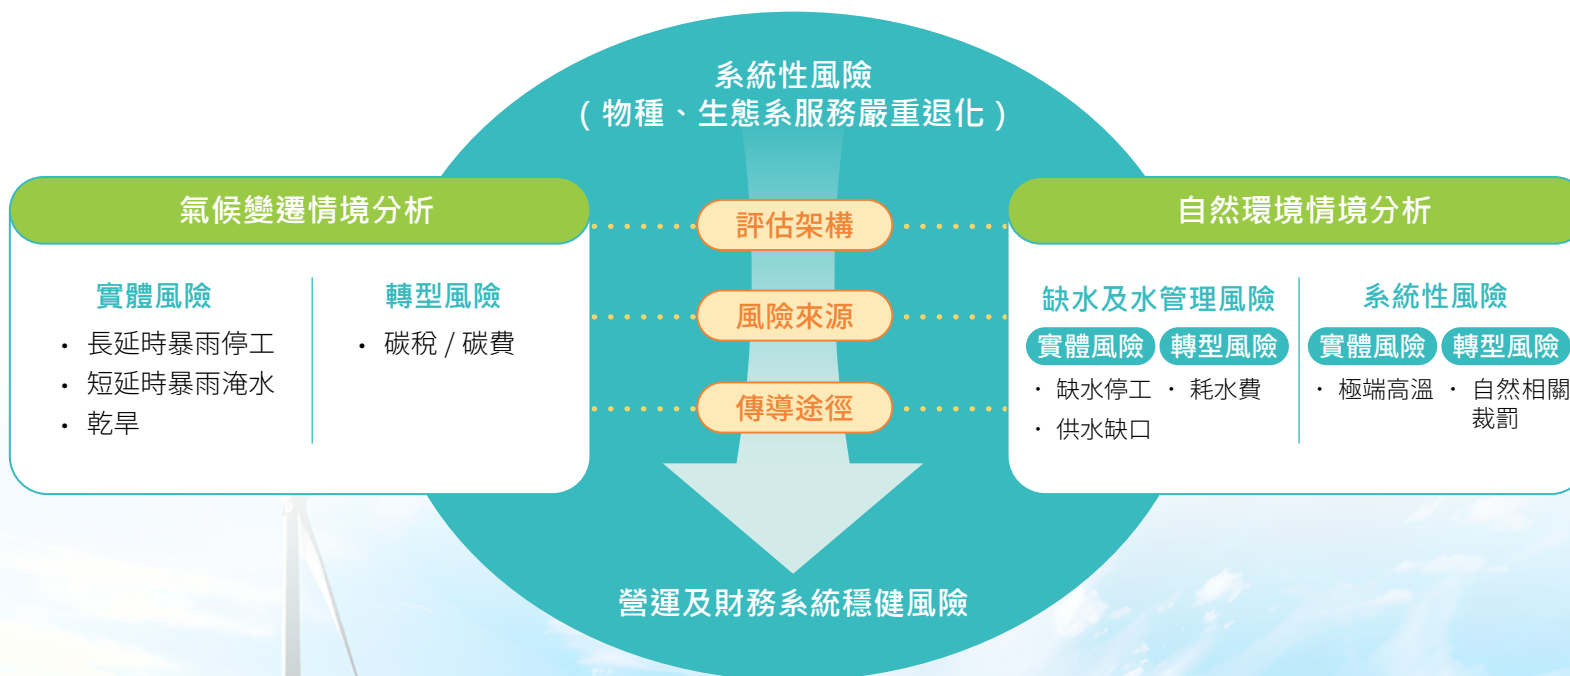 系統性風險
( 物種、生態系服務嚴重退化 )
氣候變遷情境分析
實體風險
・ 長延時暴雨停工
・ 短延時暴雨淹水
・ 乾旱
轉型風險
・ 碳稅 / 碳費
評估架構
風險來源
傳導途徑
自然環境情境分析
缺水及水管理風險
實體風險
・ 缺水停工
・ 供水缺口
轉型風險
・ 耗水費
系統性風險
實體風險
・ 極端高溫
轉型風險
・ 自然相關
裁罰
營運及財務系統穩健風險